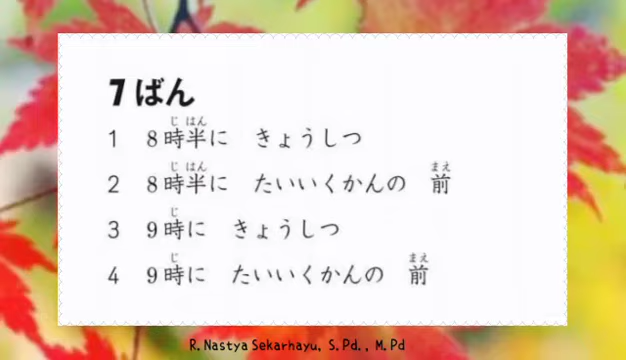 7ばん
1 8時半に きょうしつ
2 8時半に たいいくかんの 前
3 9時に きょうしつ
4 9時に たいいくかんの 前
R. Nastya Sekarhayu, S. Pd., M. Pd